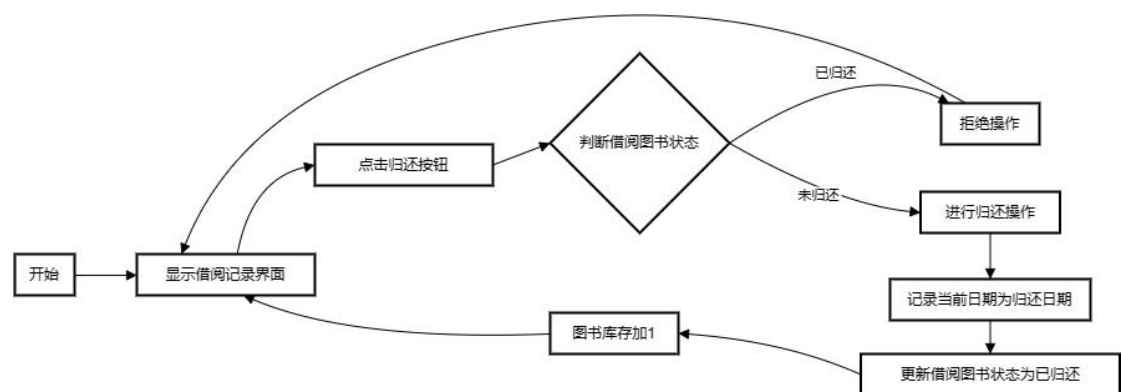 开始
显示借阅记录界面
点击归还按钮
判断借阅图书状态
已归还
拒绝操作
未归还
进行归还操作
记录当前日期为归还日期
更新借阅图书状态为已归还
图书库存加1